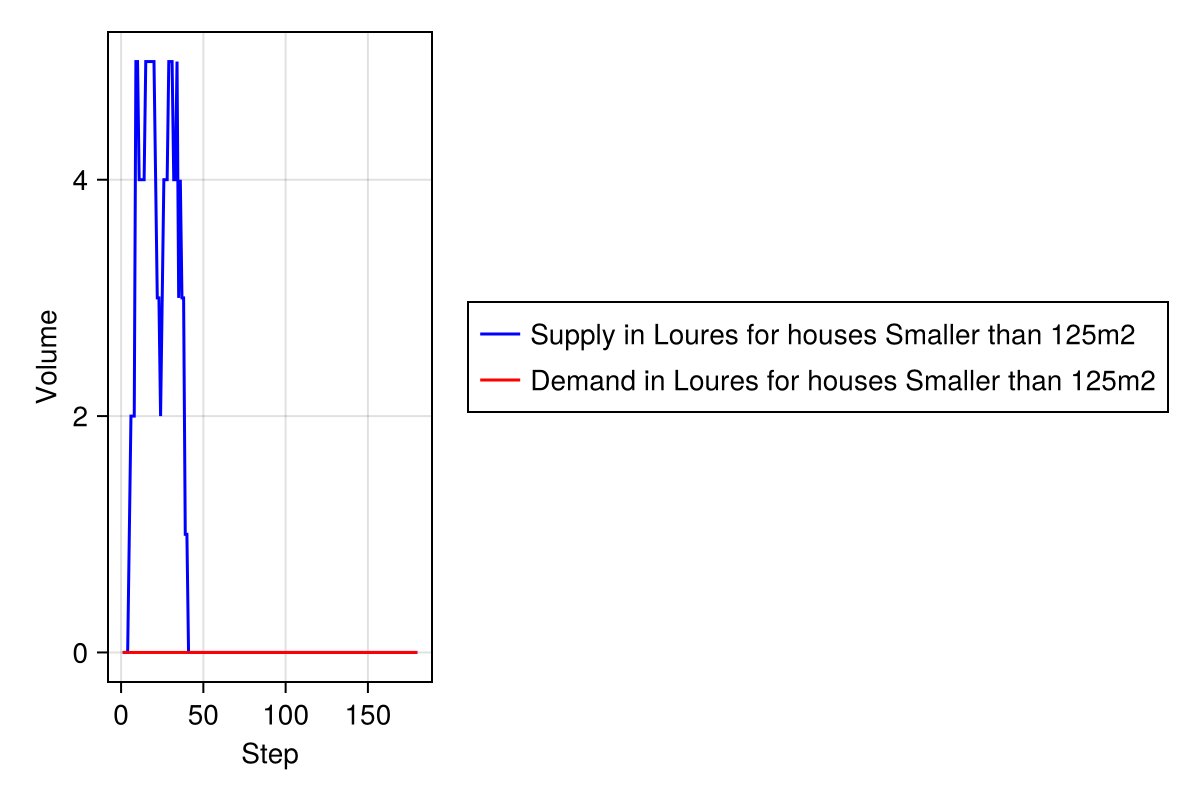 Volume
4
2
0
0 50 100 150
Step
Supply in Loures for houses Smaller than 125m2
Demand in Loures for houses Smaller than 125m2